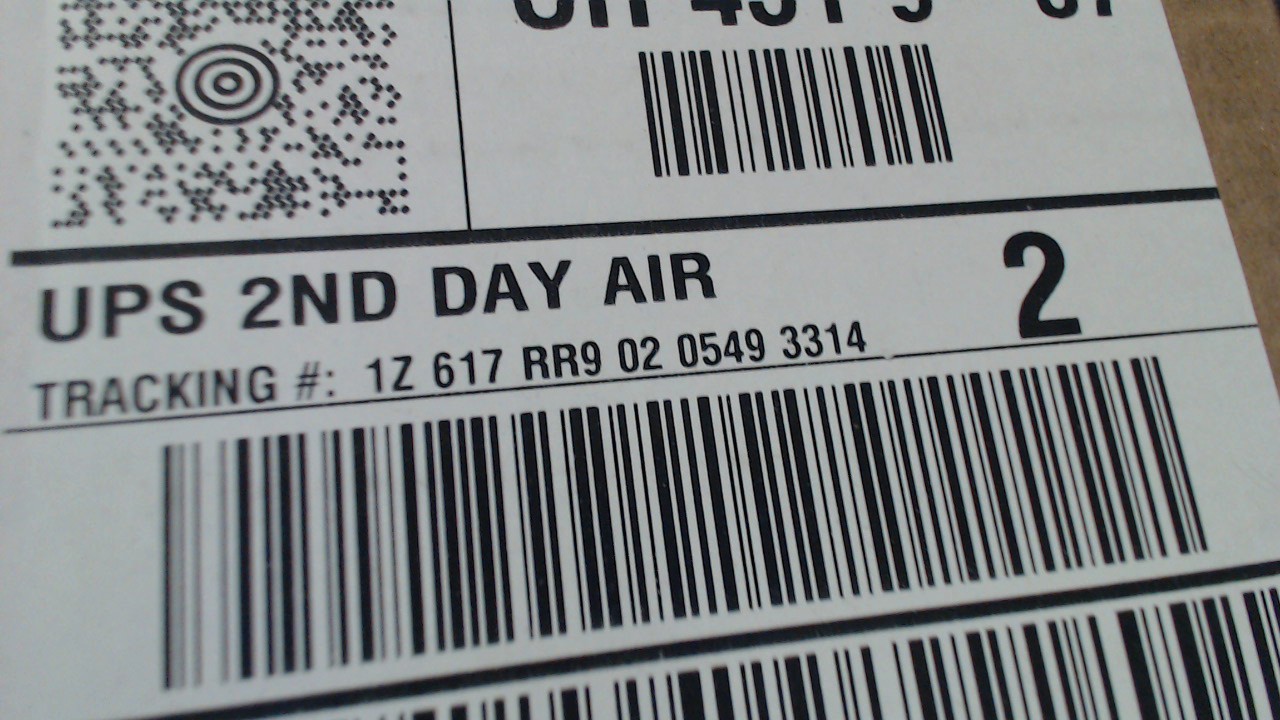 UPS 2ND DAY AIR
2
TRACKING #: 1Z 617 RR9 02 0549 3314